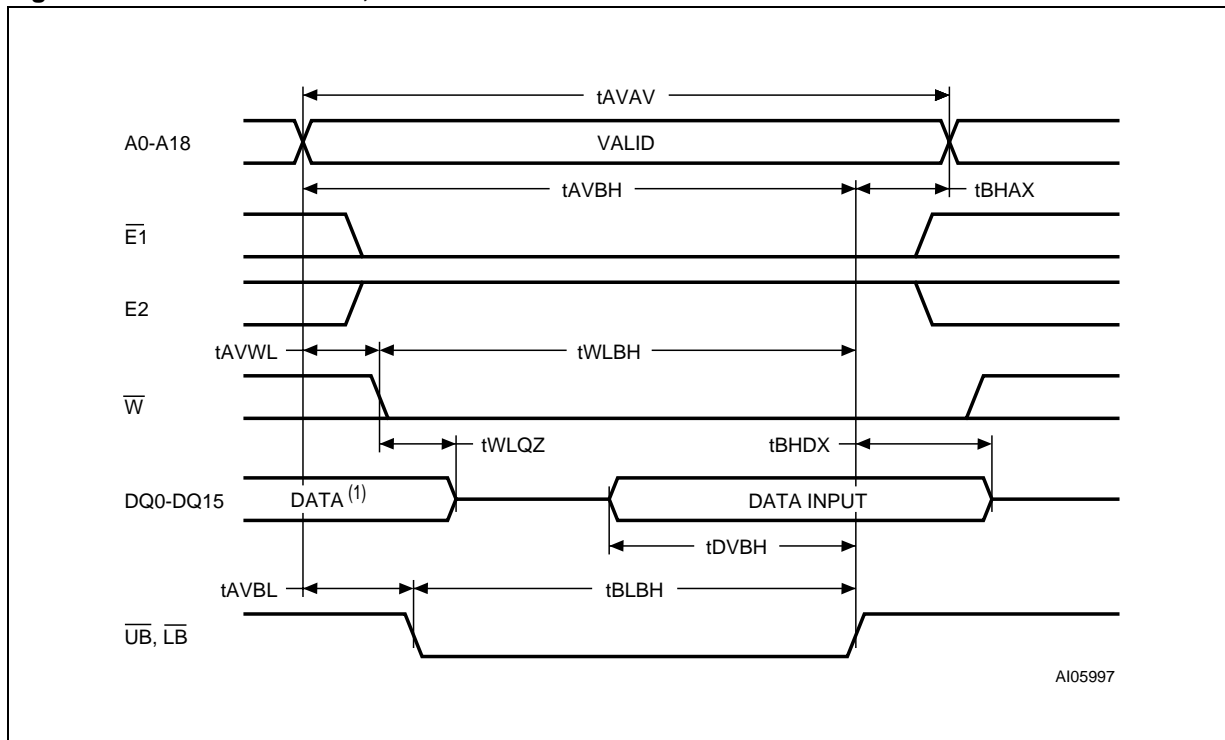 tAVAV
A0-A18 VALID
tAVBH tBHAX
E1
E2
tAVWL tWLBH
W
tWLQZ tBHDX
DQ0-DQ15 DATA (1) DATA INPUT
tDVBH
tAVBL tBLBH
UB, LB
AI05997